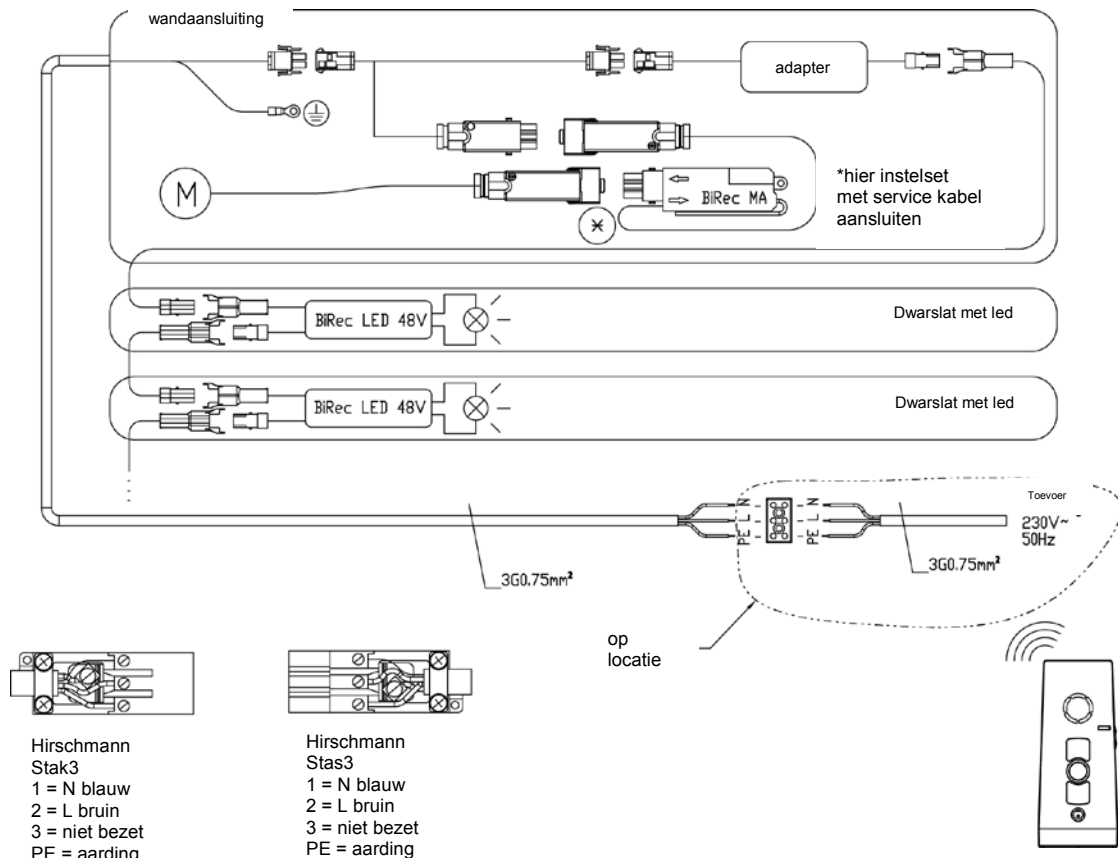 wandaansluiting
adapter
M
BiRec MA
*hier instelset
met service kabel
aansluiten
BiRec LED 48V
Dwarslat met led
BiRec LED 48V
Dwarslat met led
3G0.75mm²
PE L N
PE L N
3G0.75mm²
Toevoer
230V~
50Hz
op
locatie
Hirschmann
Stak3
1 = N blauw
2 = L bruin
3 = niet bezet
PE = aarding
Hirschmann
Stas3
1 = N blauw
2 = L bruin
3 = niet bezet
PE = aarding